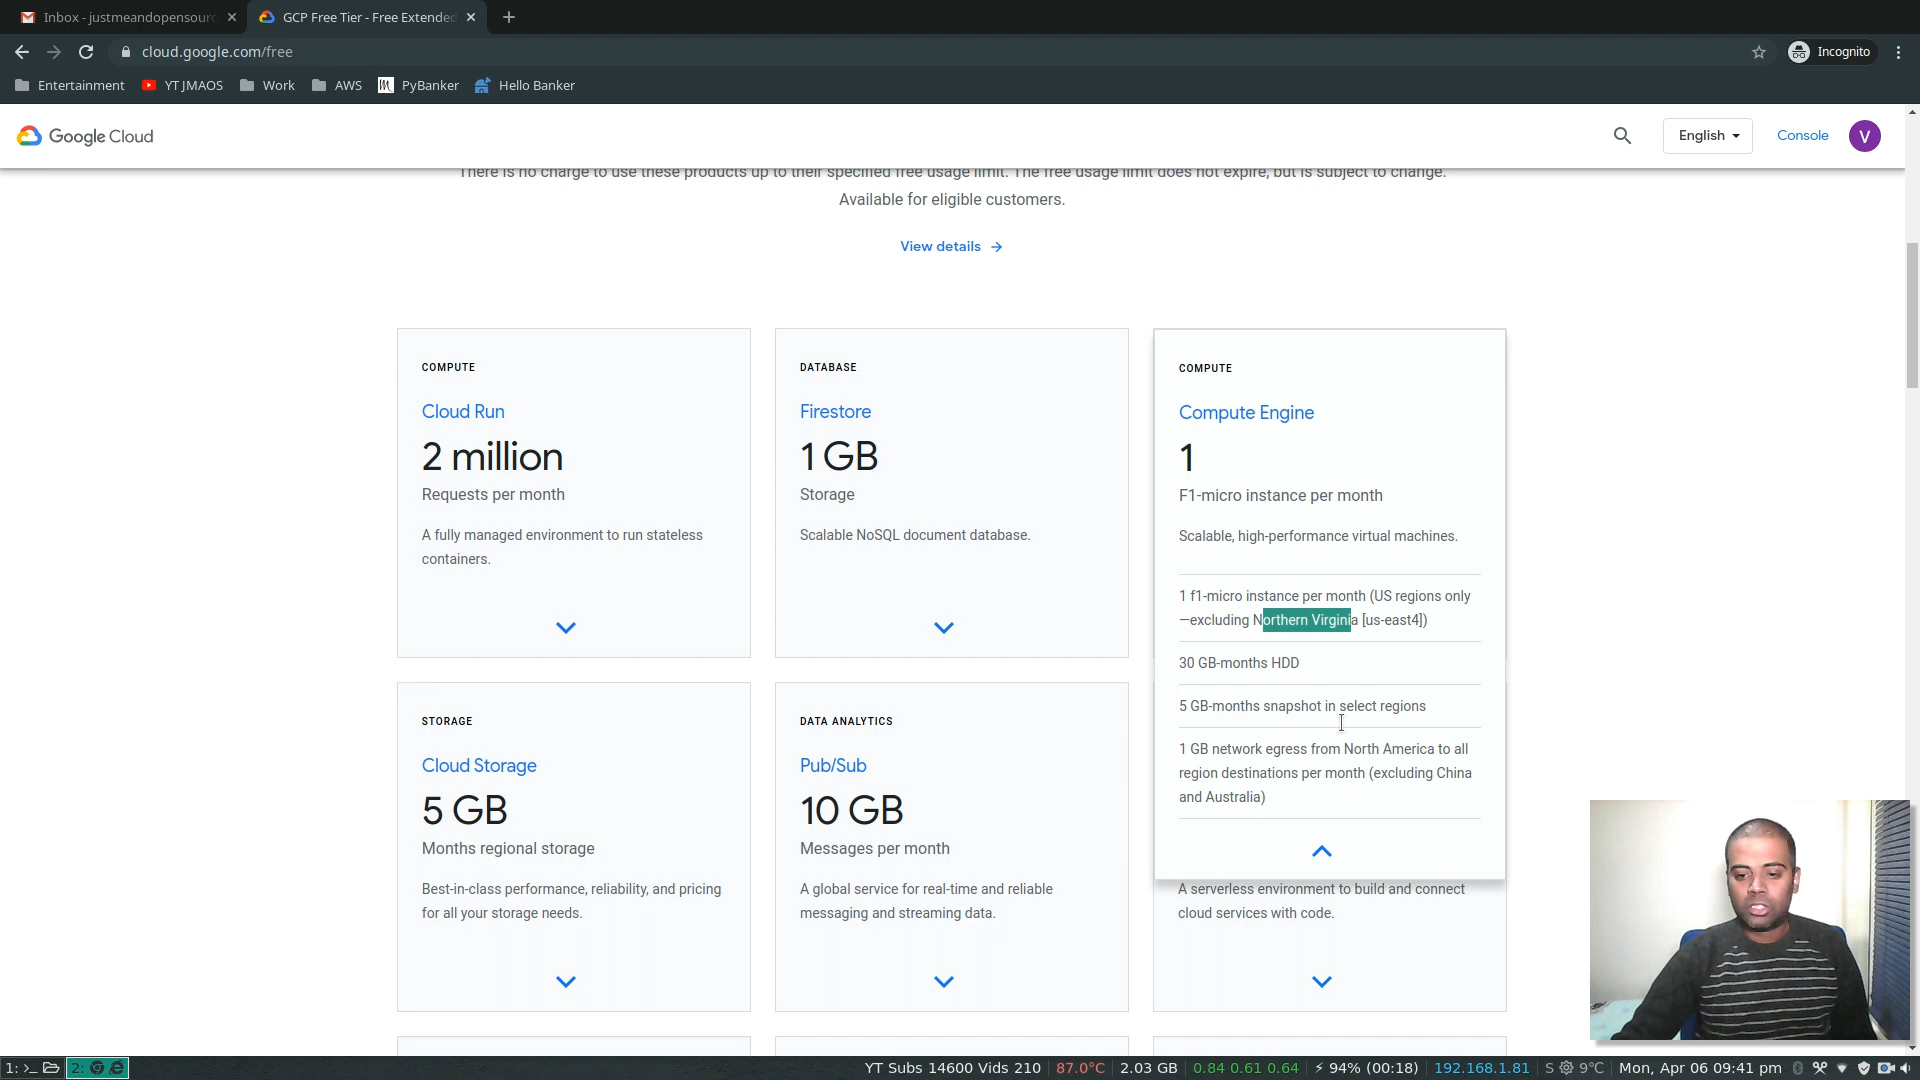 Inbox - justmeandopensourc
GCP Free Tier - Free Extended
cloud.google.com/free
Incognito
Entertainment
YT JMAOS
Work
AWS
PyBanker
Hello Banker
Google Cloud
English
Console
V
There is no charge to use these products up to their specified free usage limit. The free usage limit does not expire, but is subject to change.
Available for eligible customers.
View details
COMPUTE
Cloud Run
2 million
Requests per month
A fully managed environment to run stateless
containers.
DATABASE
Firestore
1 GB
Storage
Scalable NoSQL document database.
COMPUTE
Compute Engine
1
F1-micro instance per month
Scalable, high-performance virtual machines.
1 f1-micro instance per month (US regions only
—excluding Northern Virginia [us-east4])
30 GB-months HDD
5 GB-months snapshot in select regions
1 GB network egress from North America to all
region destinations per month (excluding China
and Australia)
STORAGE
Cloud Storage
5 GB
Months regional storage
Best-in-class performance, reliability, and pricing
for all your storage needs.
DATA ANALYTICS
Pub/Sub
10 GB
Messages per month
A global service for real-time and reliable
messaging and streaming data.
A serverless environment to build and connect
cloud services with code.
1: 2: YT Subs 14600 Vids 210 87.0°C 2.03 GB 0.84 0.61 0.64 94% (00:18) 192.168.1.81 S 9°C Mon, Apr 06 09:41 pm